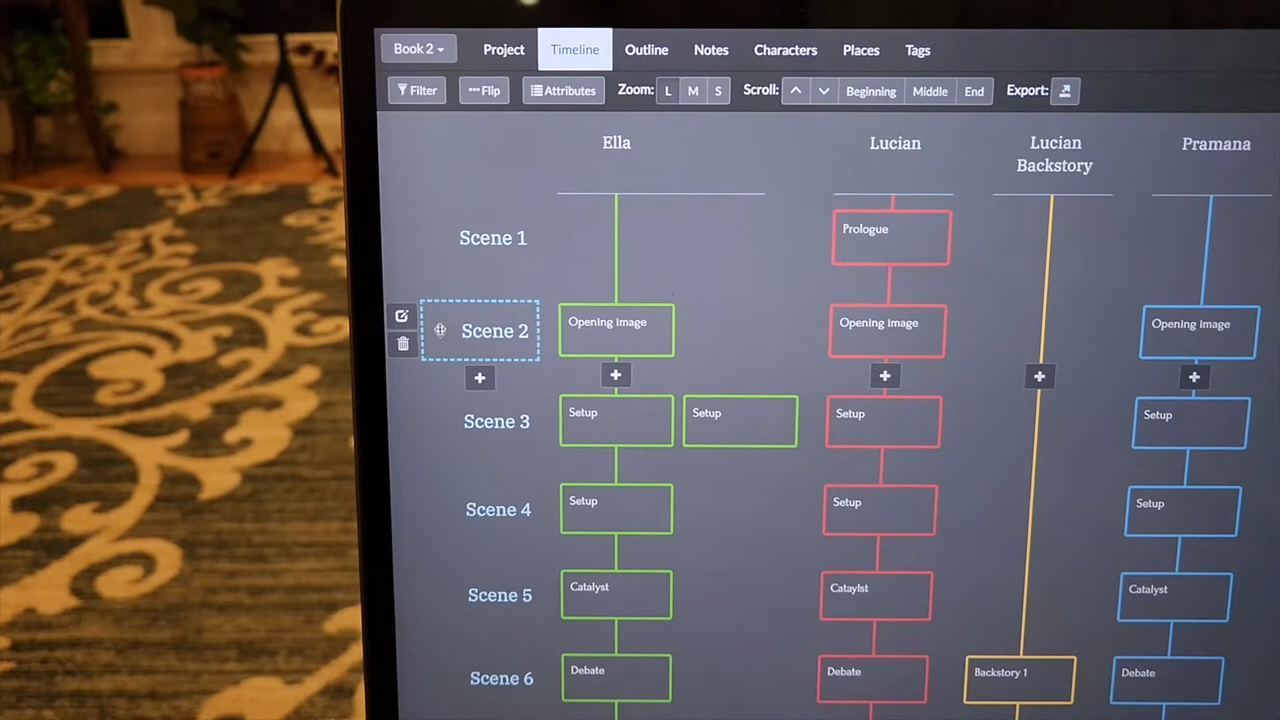 Book 2
Project
Timeline
Outline
Notes
Characters
Places
Tags
Filter
Flip
Attributes
Zoom:
L
M
S
Scroll:
Beginning
Middle
End
Export:
Ella
Lucian
Lucian
Backstory
Pramana
Scene 1
Prologue
Scene 2
Opening Image
Opening Image
Opening Image
Scene 3
Setup
Setup
Setup
Setup
Scene 4
Setup
Setup
Setup
Scene 5
Catalyst
Cataylst
Catalyst
Scene 6
Debate
Debate
Backstory 1
Debate